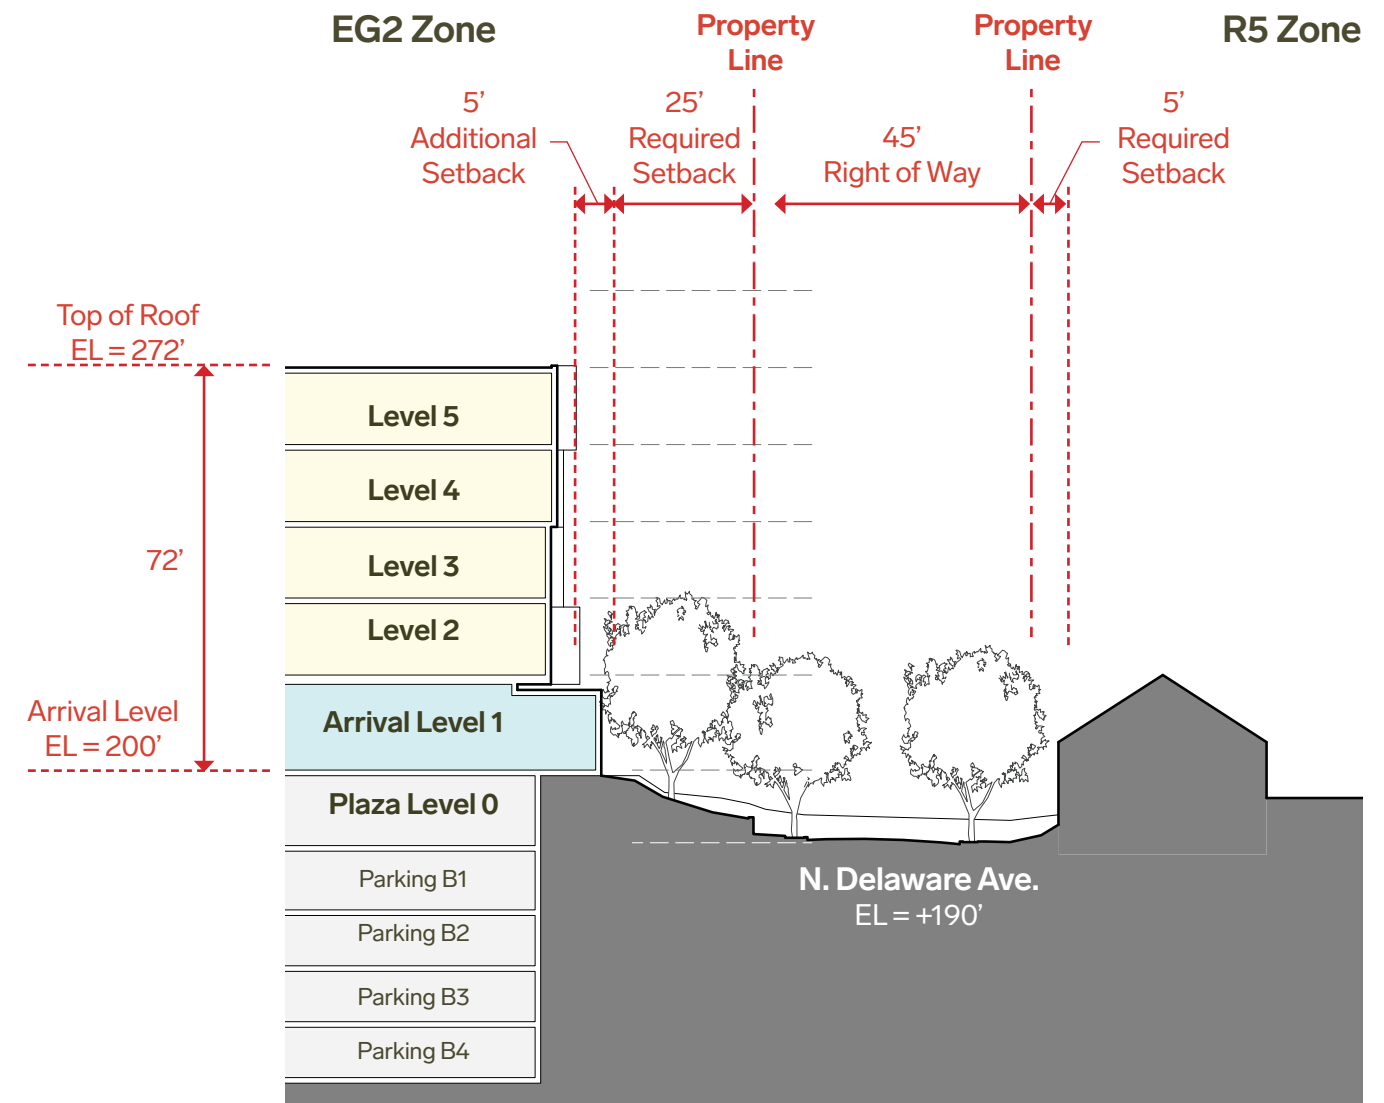 EG2 Zone
Property
Line
Property
Line
R5 Zone
5’
Additional
Setback
25’
Required
Setback
45’
Right of Way
5’
Required
Setback
Top of Roof
EL = 272’
72’
Arrival Level
EL = 200’
Level 5
Level 4
Level 3
Level 2
Arrival Level 1
Plaza Level 0
Parking B1
Parking B2
Parking B3
Parking B4
N. Delaware Ave.
EL = +190’